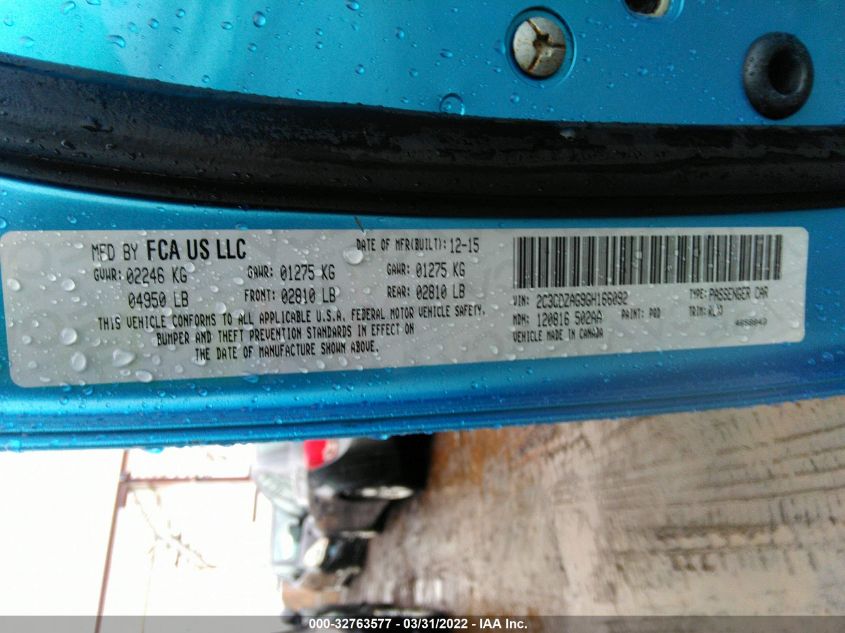 MFD BY FCA US LLC DATE OF MFR(BUILT): 12-15
GVWR: 02246 KG GAWR: 01275 KG GAWR: 01275 KG
04950 LB FRONT: 02810 LB REAR: 02810 LB
THIS VEHICLE CONFORMS TO ALL APPLICABLE U.S.A. FEDERAL MOTOR VEHICLE SAFETY,
BUMPER AND THEFT PREVENTION STANDARDS IN EFFECT ON
THE DATE OF MANUFACTURE SHOWN ABOVE.
VIN: 2C3CDZAG9GH166092 TYPE: PASSENGER CAR
MDH: 120816 502AA PAINT: PQD TRIM:
VEHICLE MADE IN CANADA
000-32763577 — 03/31/2022 — IAA Inc.